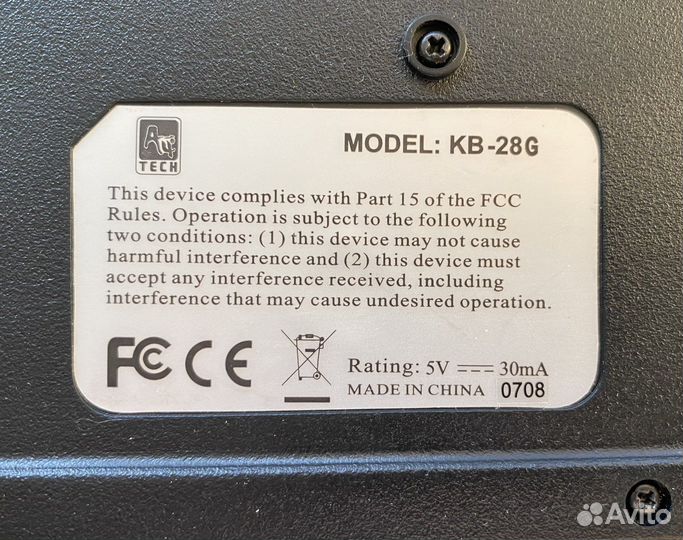 A4
TECH
MODEL: KB-28G
This device complies with Part 15 of the FCC
Rules. Operation is subject to the following
two conditions: (1) this device may not cause
harmful interference and (2) this device must
accept any interference received, including
interference that may cause undesired operation.
FC CE
Rating: 5V ⎓ 30mA
MADE IN CHINA 0708
Avito